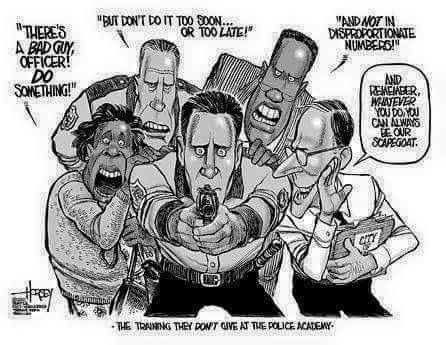 "THERE'S
A BAD GUY,
OFFICER!
DO
SOMETHING!"
"BUT DON'T DO IT TOO SOON...
OR TOO LATE!"
"AND NOT IN
DISPROPORTIONATE
NUMBERS!"
AND
REMEMBER,
WHATEVER
YOU DO, YOU
CAN ALWAYS
BE OUR
SCAPEGOAT.
CITY
HORSEY
• THE TRAINING THEY DON'T GIVE AT THE POLICE ACADEMY •